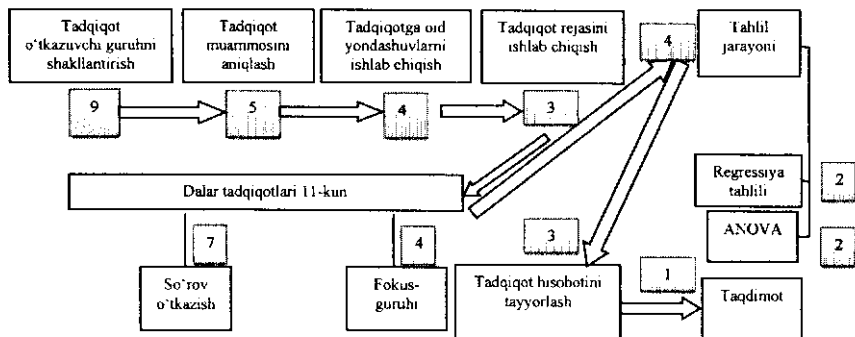 Tadqiqot
o‘tkazuvchi guruhni
shakllantirish
Tadqiqot
muammosini
aniqlash
Tadqiqotga oid
yondashuvlarni
ishlab chiqish
Tadqiqot rejasini
ishlab chiqish
4
Tahlil
jarayoni
9
5
4
3
Dalar tadqiqotlari 11-kun
Regressiya
tahlili
2
ANOVA
2
7
4
3
So‘rov
o‘tkazish
Fokus-
guruhi
Tadqiqot hisobotini
tayyorlash
1
Taqdimot